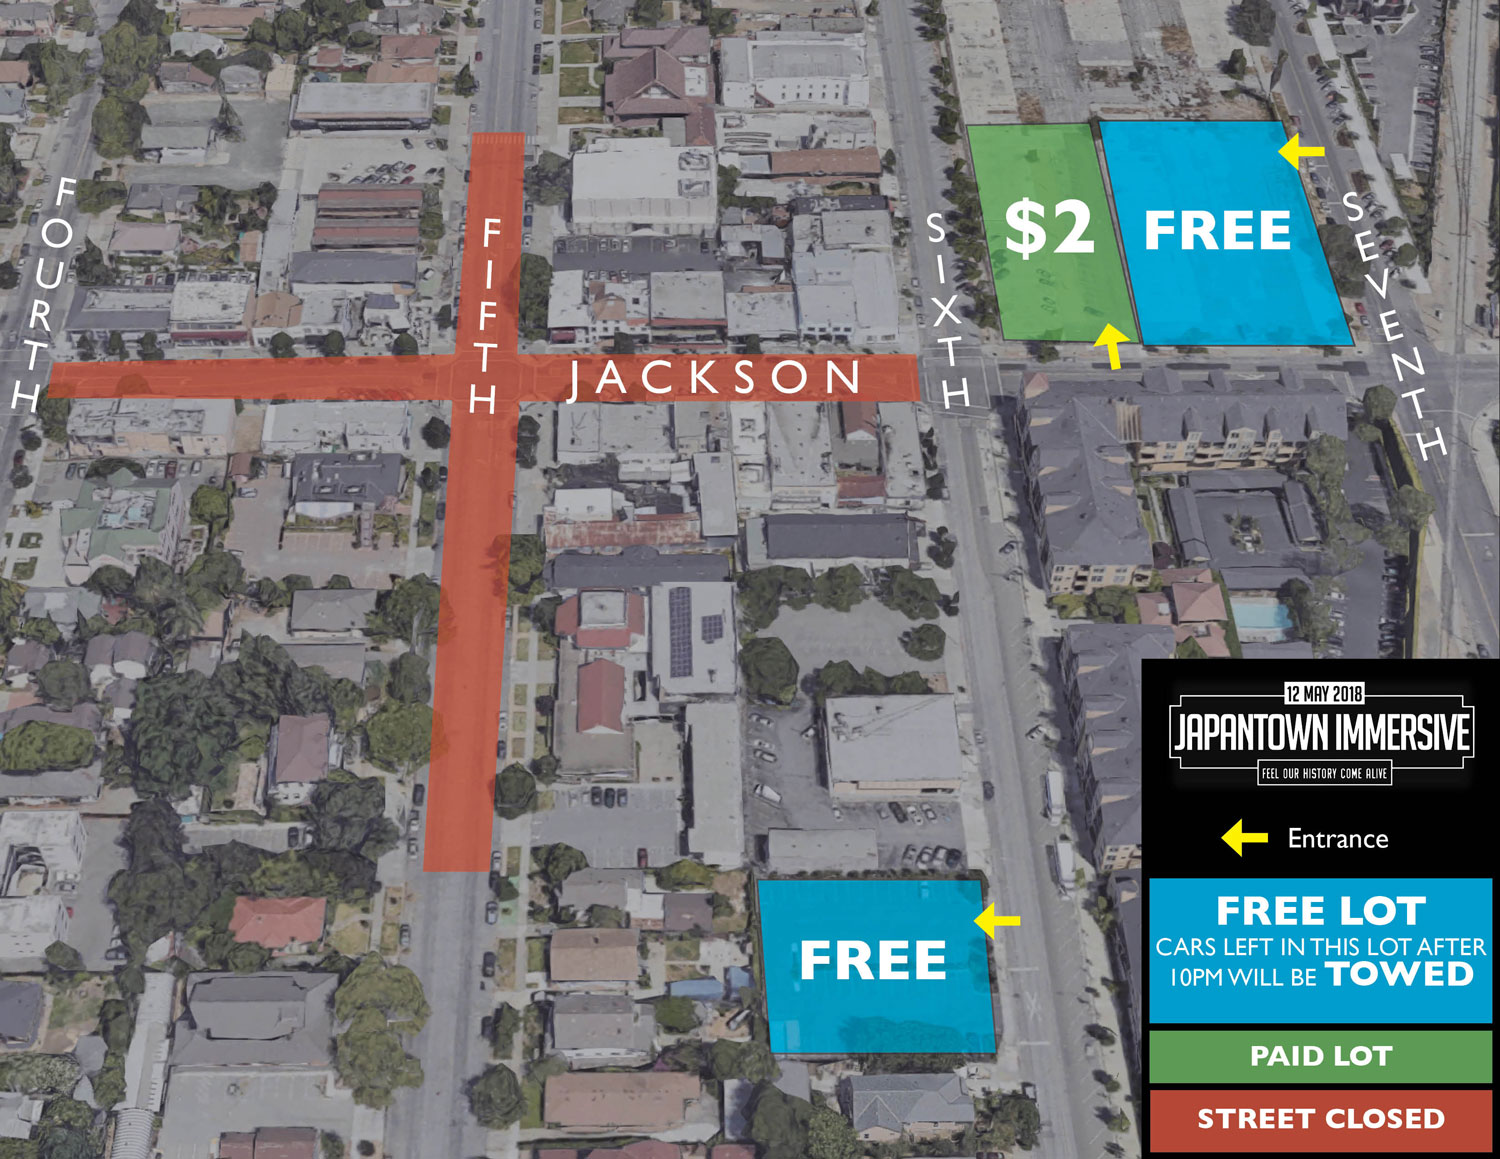 FOURTH
FIFTH
SIXTH
SEVENTH
JACKSON
$2
FREE
FREE
12 MAY 2018
JAPANTOWN IMMERSIVE
FEEL OUR HISTORY COME ALIVE
Entrance
FREE LOT
CARS LEFT IN THIS LOT AFTER
10PM WILL BE TOWED
PAID LOT
STREET CLOSED